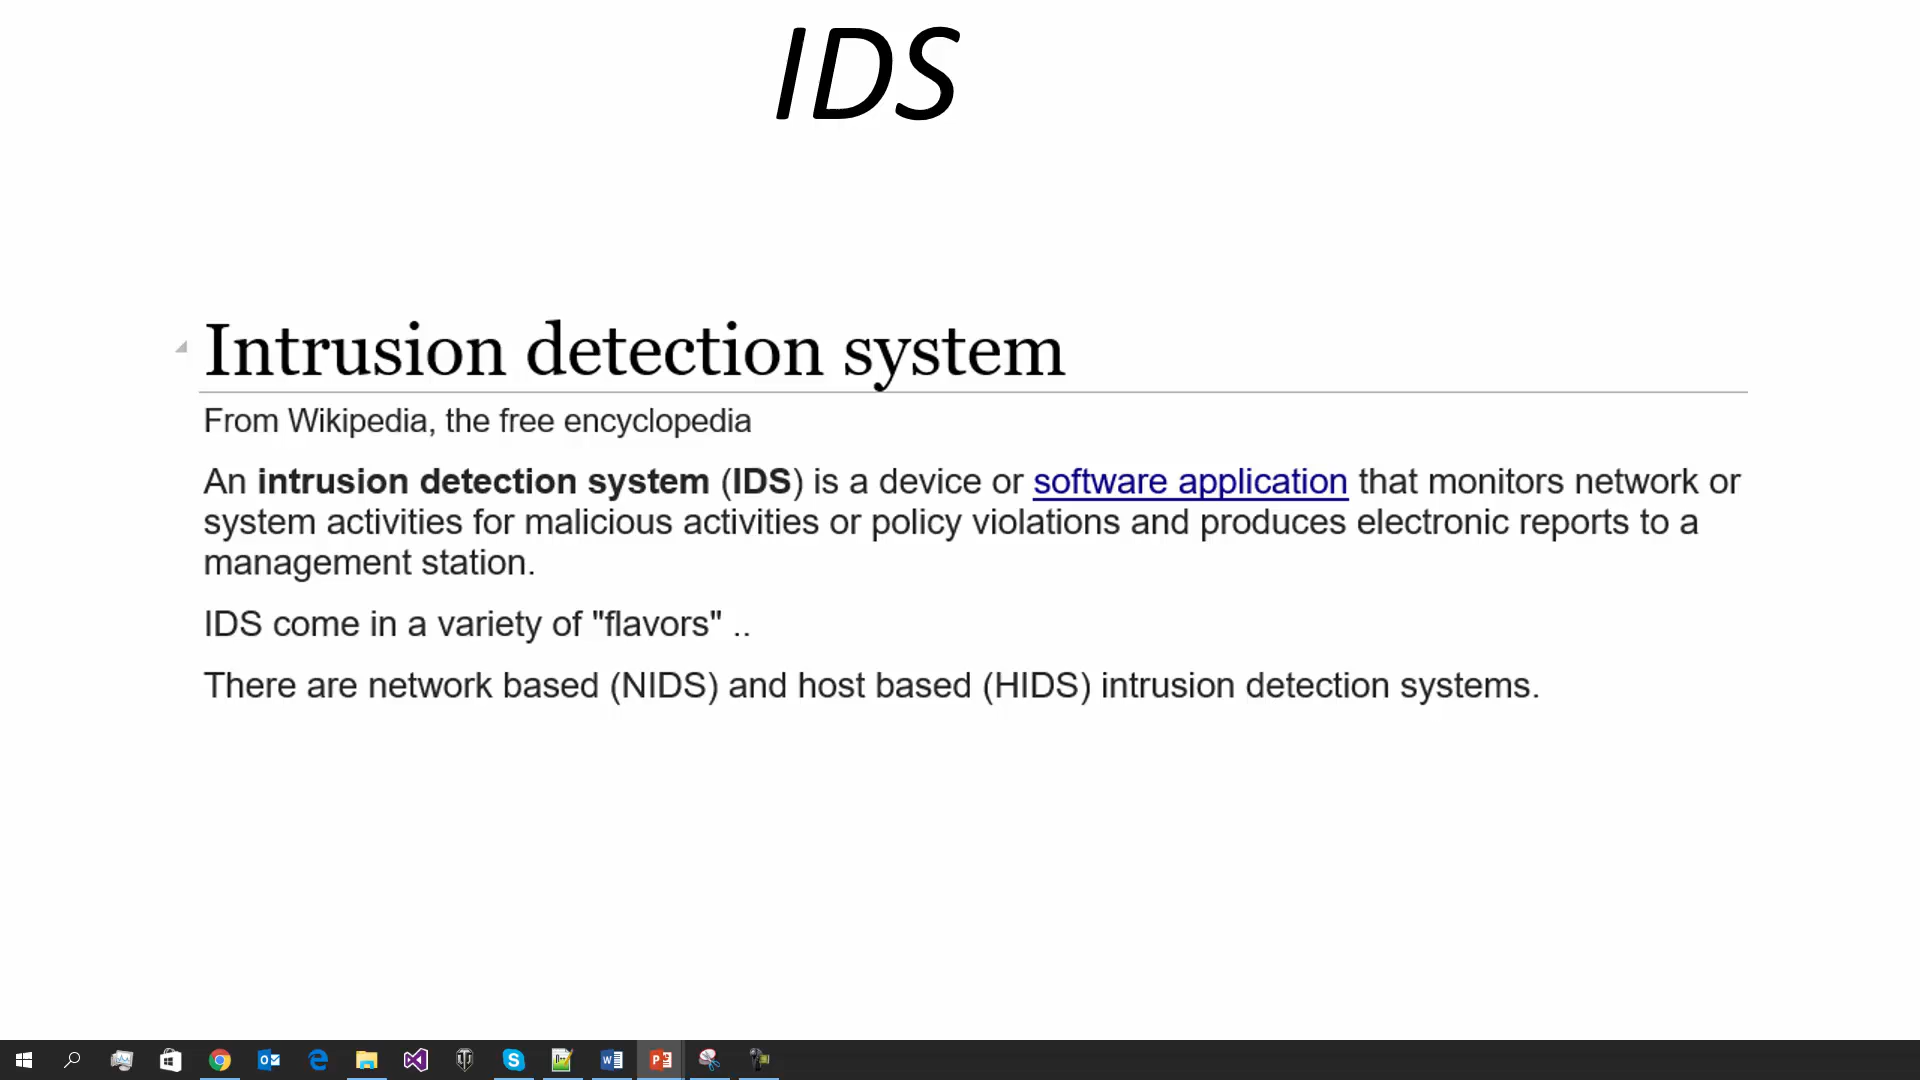 IDS
Intrusion detection system
From Wikipedia, the free encyclopedia
An intrusion detection system (IDS) is a device or software application that monitors network or
system activities for malicious activities or policy violations and produces electronic reports to a
management station.
IDS come in a variety of "flavors" ..
There are network based (NIDS) and host based (HIDS) intrusion detection systems.